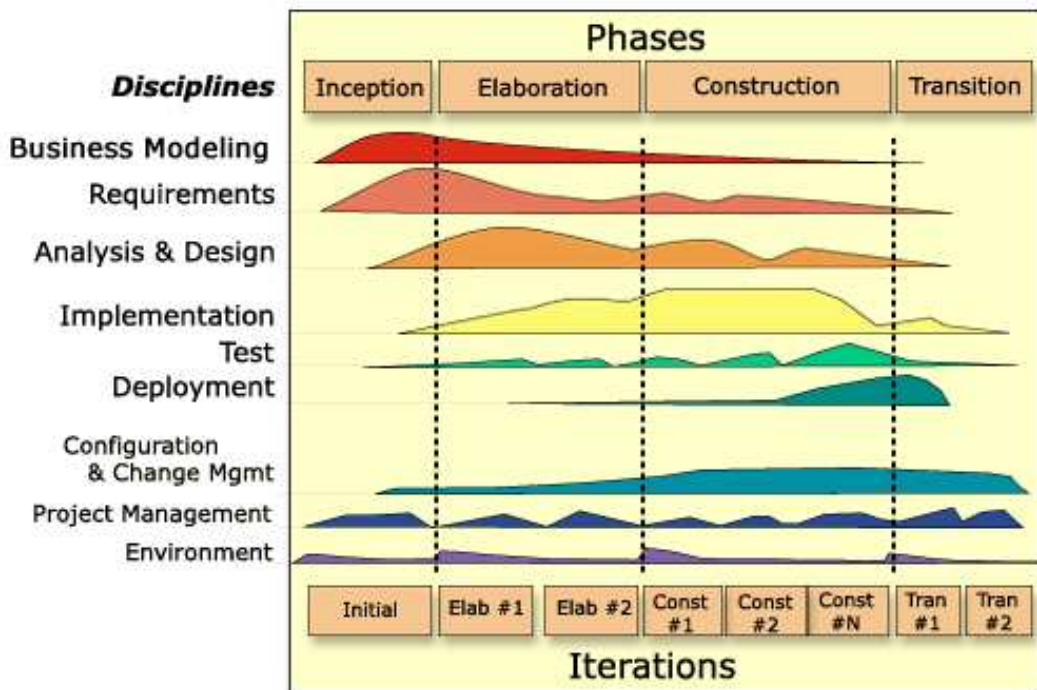 Phases
Disciplines
Inception
Elaboration
Construction
Transition
Business Modeling
Requirements
Analysis & Design
Implementation
Test
Deployment
Configuration
& Change Mgmt
Project Management
Environment
Initial
Elab #1
Elab #2
Const
#1
Const
#2
Const
#N
Tran
#1
Tran
#2
Iterations